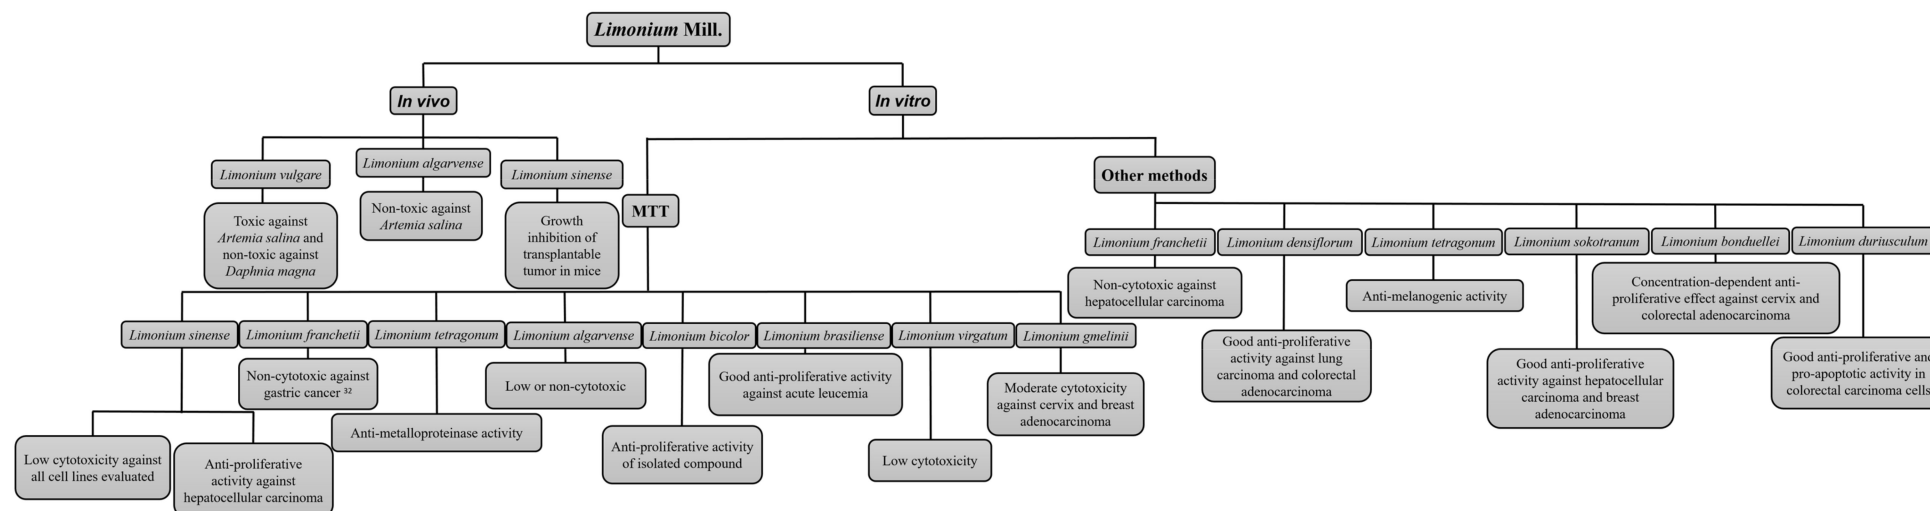 Limonium Mill.
In vivo
In vitro
Limonium vulgare
Limonium algarvense
Limonium sinense
Toxic against
Artemia salina and
non-toxic against
Daphnia magna
Non-toxic against
Artemia salina
Growth
inhibition of
transplantable
tumor in mice
MTT
Other methods
Limonium sinense
Limonium franchetii
Limonium tetragonum
Limonium algarvense
Limonium bicolor
Limonium brasiliense
Limonium virgatum
Limonium gmelinii
Low cytotoxicity against
all cell lines evaluated
Anti-proliferative
activity against
hepatocellular carcinoma
Non-cytotoxic against
gastric cancer 32
Anti-metalloproteinase activity
Low or non-cytotoxic
Anti-proliferative activity
of isolated compound
Good anti-proliferative activity
against acute leucemia
Low cytotoxicity
Moderate cytotoxicity
against cervix and breast
adenocarcinoma
Limonium franchetii
Limonium densiflorum
Limonium tetragonum
Limonium sokotranum
Limonium bonduellei
Limonium duriusculum
Non-cytotoxic against
hepatocellular carcinoma
Good anti-proliferative
activity against lung
carcinoma and colorectal
adenocarcinoma
Anti-melanogenic activity
Good anti-proliferative
activity against hepatocellular
carcinoma and breast
adenocarcinoma
Concentration-dependent anti-
proliferative effect against cervix and
colorectal adenocarcinoma
Good anti-proliferative and
pro-apoptotic activity in
colorectal carcinoma cells